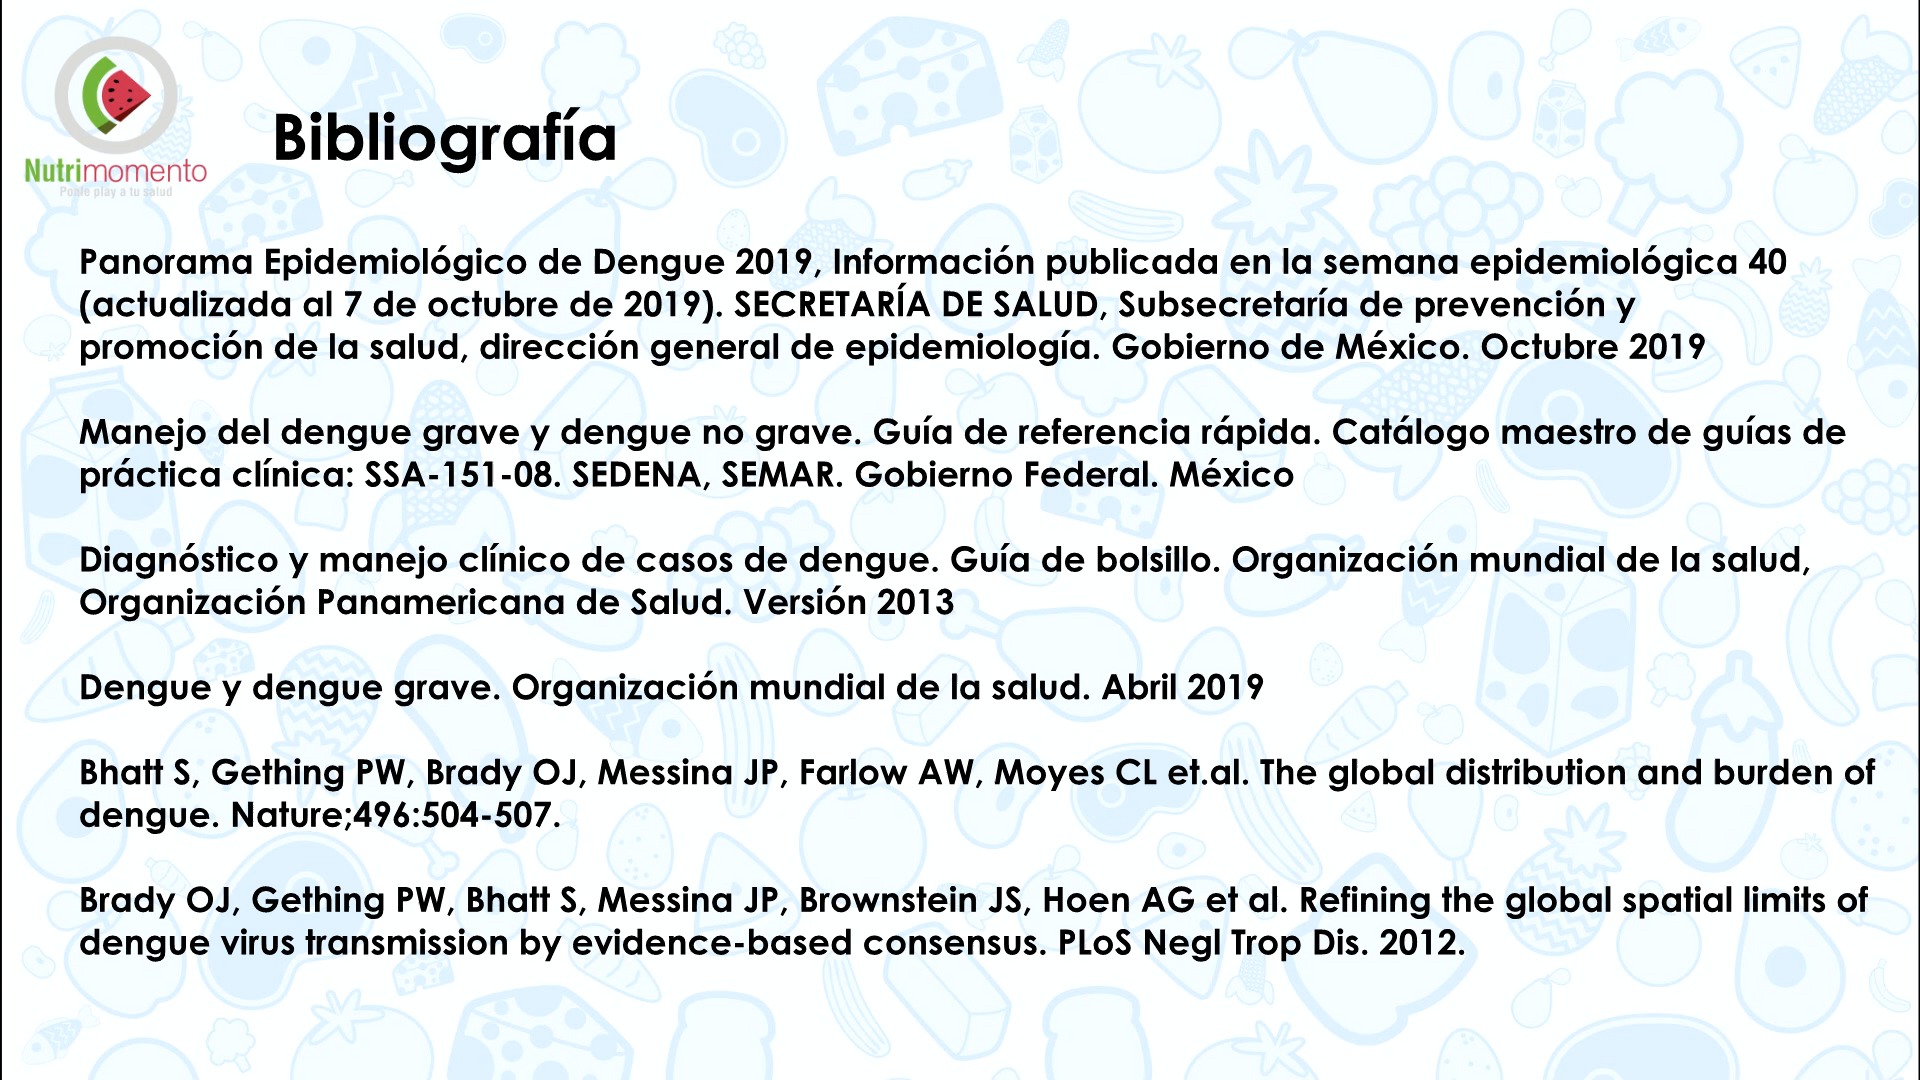 Nutrimomento
Ponle play a tu salud
Bibliografía
Panorama Epidemiológico de Dengue 2019, Información publicada en la semana epidemiológica 40
(actualizada al 7 de octubre de 2019). SECRETARÍA DE SALUD, Subsecretaría de prevención y
promoción de la salud, dirección general de epidemiología. Gobierno de México. Octubre 2019
Manejo del dengue grave y dengue no grave. Guía de referencia rápida. Catálogo maestro de guías de
práctica clínica: SSA-151-08. SEDENA, SEMAR. Gobierno Federal. México
Diagnóstico y manejo clínico de casos de dengue. Guía de bolsillo. Organización mundial de la salud,
Organización Panamericana de Salud. Versión 2013
Dengue y dengue grave. Organización mundial de la salud. Abril 2019
Bhatt S, Gething PW, Brady OJ, Messina JP, Farlow AW, Moyes CL et.al. The global distribution and burden of
dengue. Nature;496:504-507.
Brady OJ, Gething PW, Bhatt S, Messina JP, Brownstein JS, Hoen AG et al. Refining the global spatial limits of
dengue virus transmission by evidence-based consensus. PLoS Negl Trop Dis. 2012.